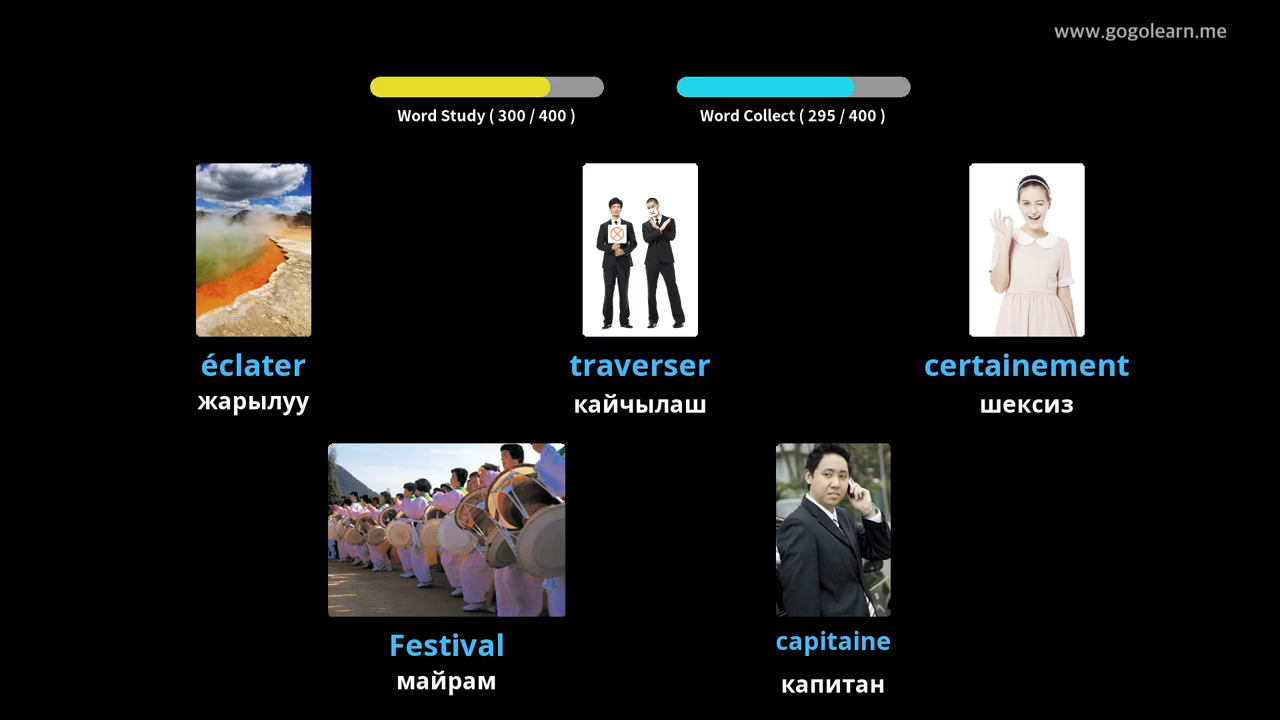 www.gogolearn.me
Word Study ( 300 / 400 )
Word Collect ( 295 / 400 )
éclater
жарылуу
traverser
кайчылаш
certainement
шексиз
Festival
майрам
capitaine
капитан